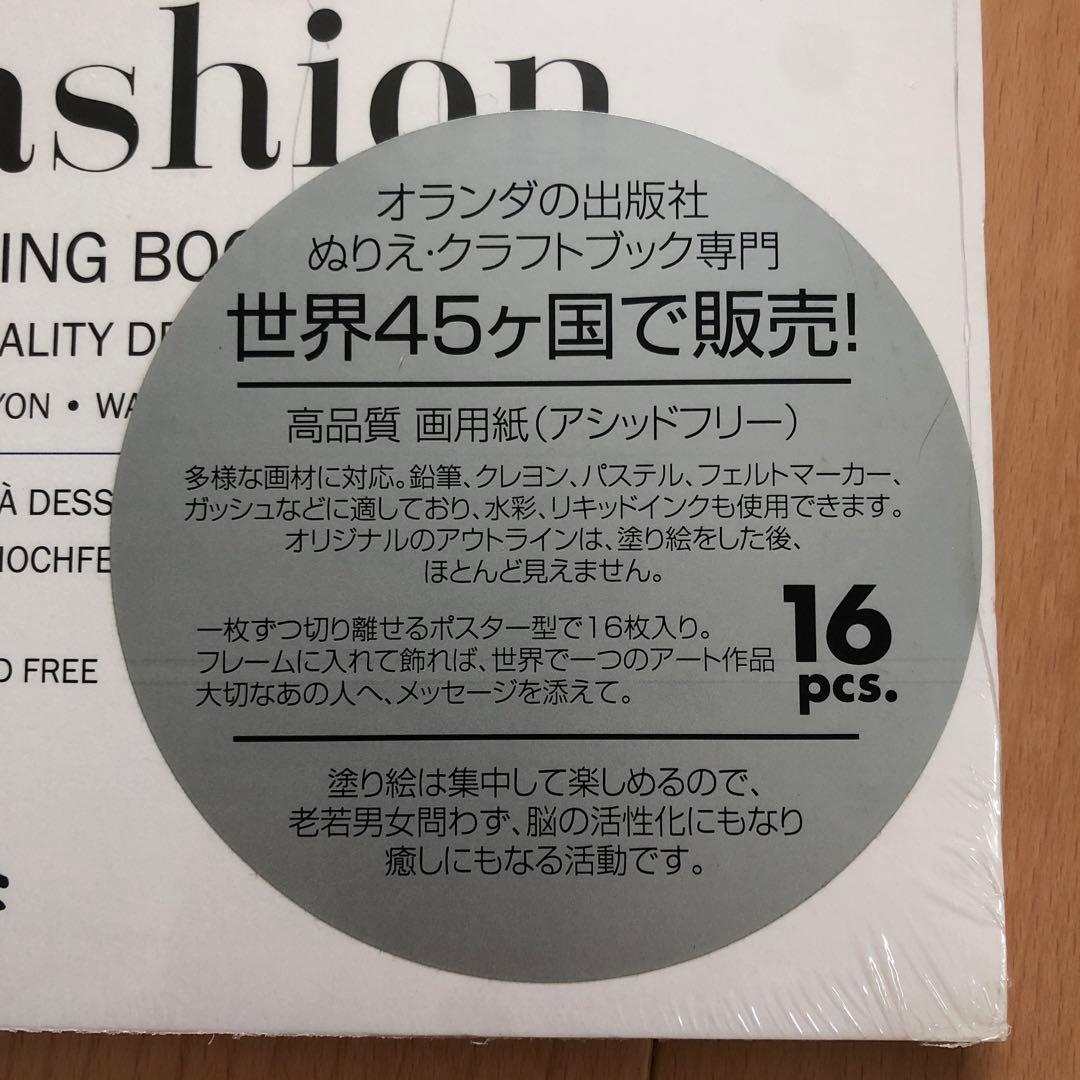 ashion
ING BOO
ALITY DE
YON • WA
À DESS
HOCHFE
D FREE
オランダの出版社
ぬりえ・クラフトブック専門
世界45ヶ国で販売!
高品質 画用紙(アシッドフリー)
多様な画材に対応。鉛筆、クレヨン、パステル、フェルトマーカー、
ガッシュなどに適しており、水彩、リキッドインクも使用できます。
オリジナルのアウトラインは、塗り絵をした後、
ほとんど見えません。
一枚ずつ切り離せるポスター型で16枚入り。
フレームに入れて飾れば、世界で一つのアート作品
大切なあの人へ、メッセージを添えて。
16
pcs.
塗り絵は集中して楽しめるので、
老若男女問わず、脳の活性化にもなり
癒しにもなる活動です。